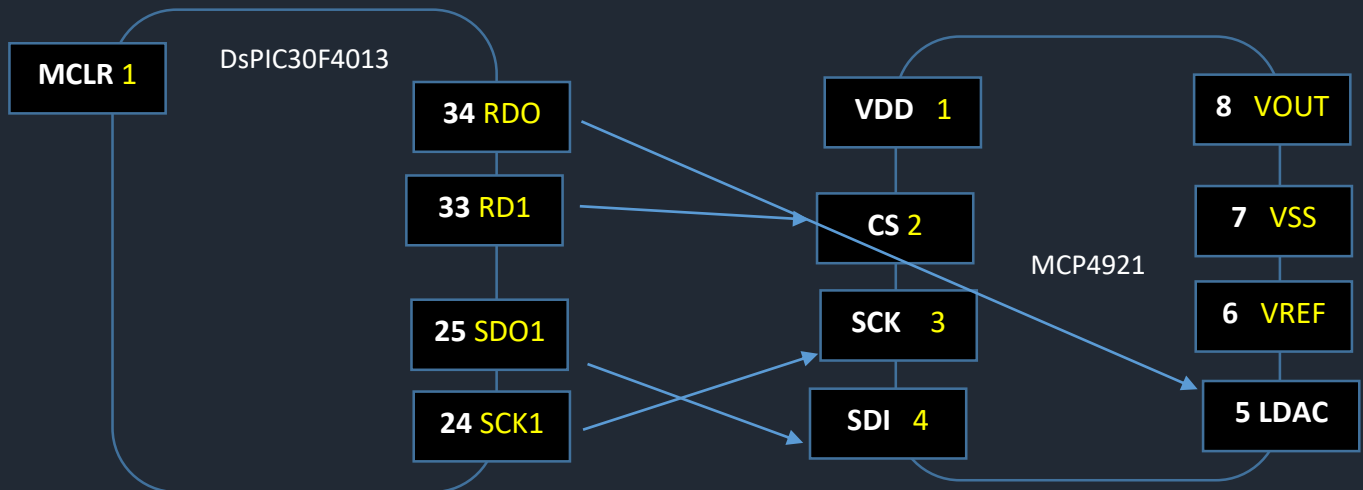 DsPIC30F4013
MCLR 1
34 RDO
33 RD1
25 SDO1
24 SCK1
MCP4921
VDD 1
CS 2
SCK 3
SDI 4
8 VOUT
7 VSS
6 VREF
5 LDAC